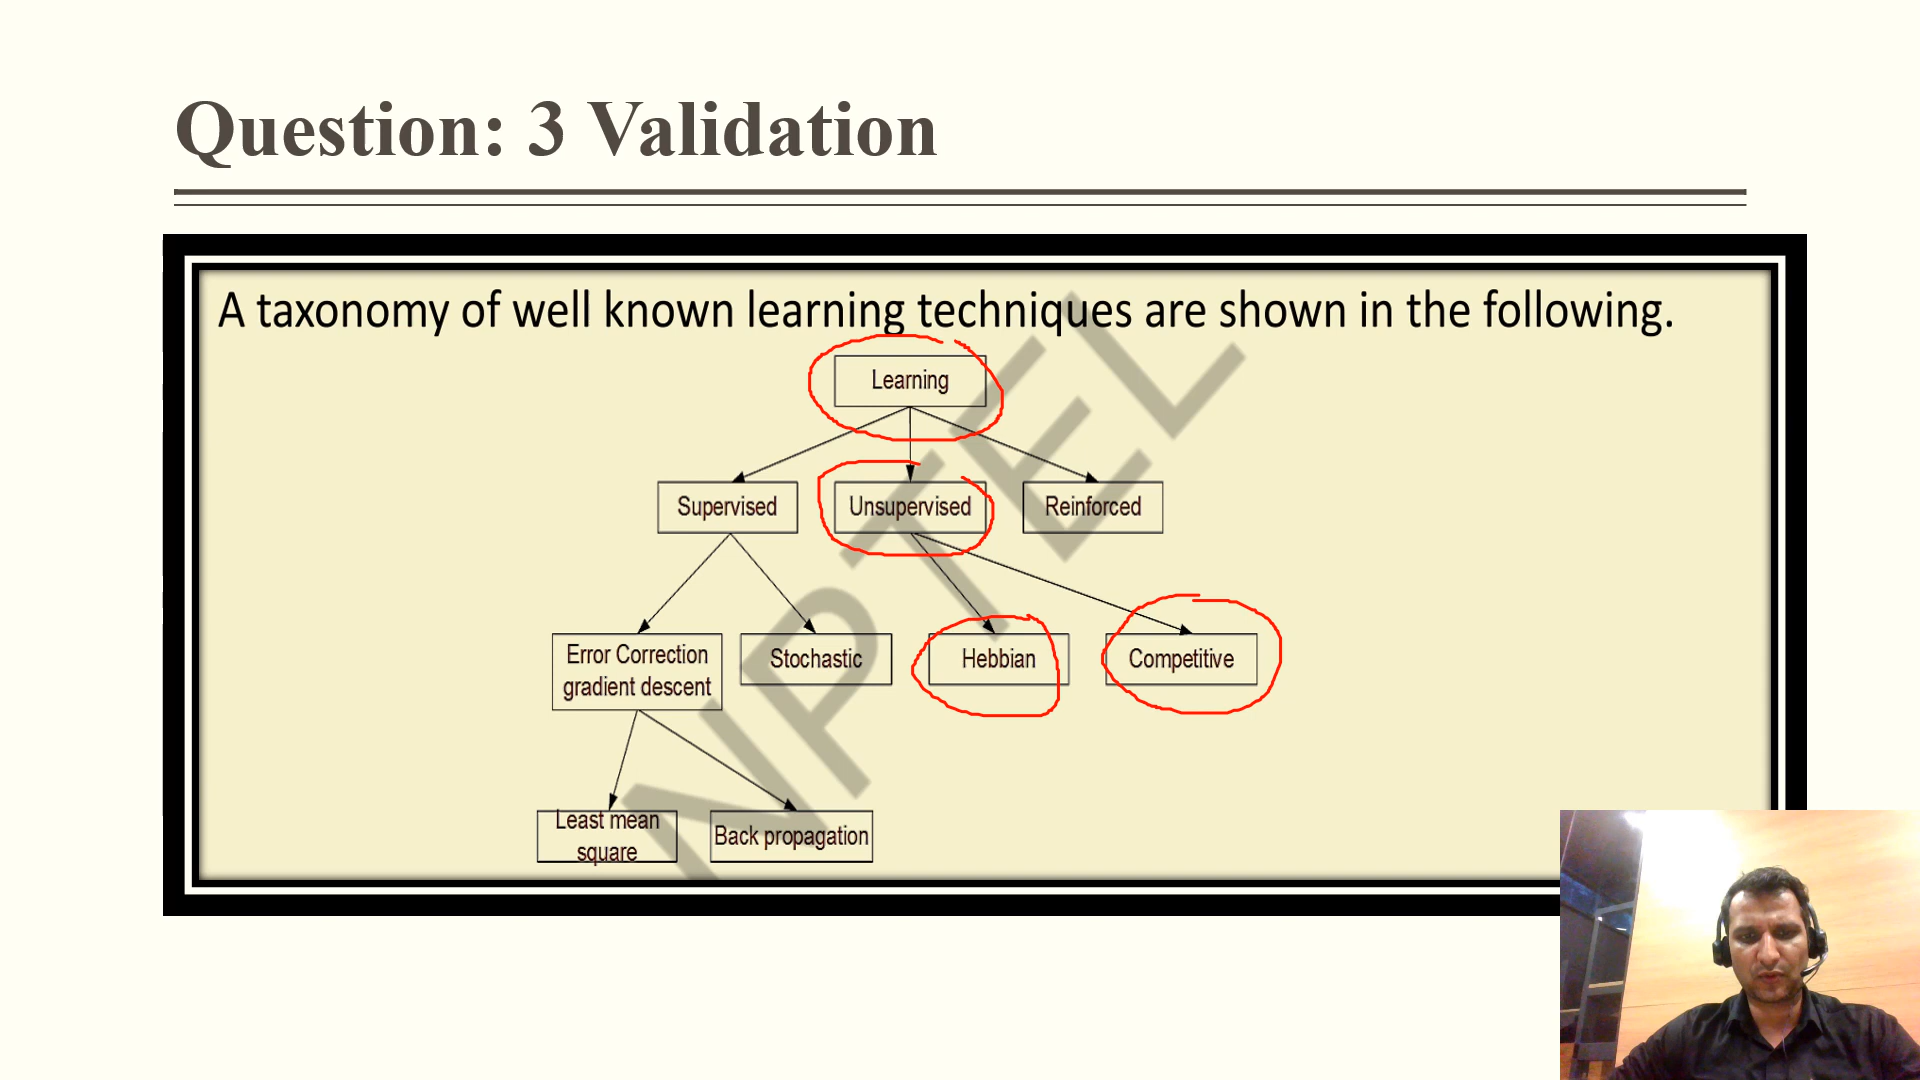 Question: 3 Validation
A taxonomy of well known learning techniques are shown in the following.
Learning
Supervised
Unsupervised
Reinforced
Error Correction
gradient descent
Stochastic
Hebbian
Competitive
Least mean
square
Back propagation
NPTEL